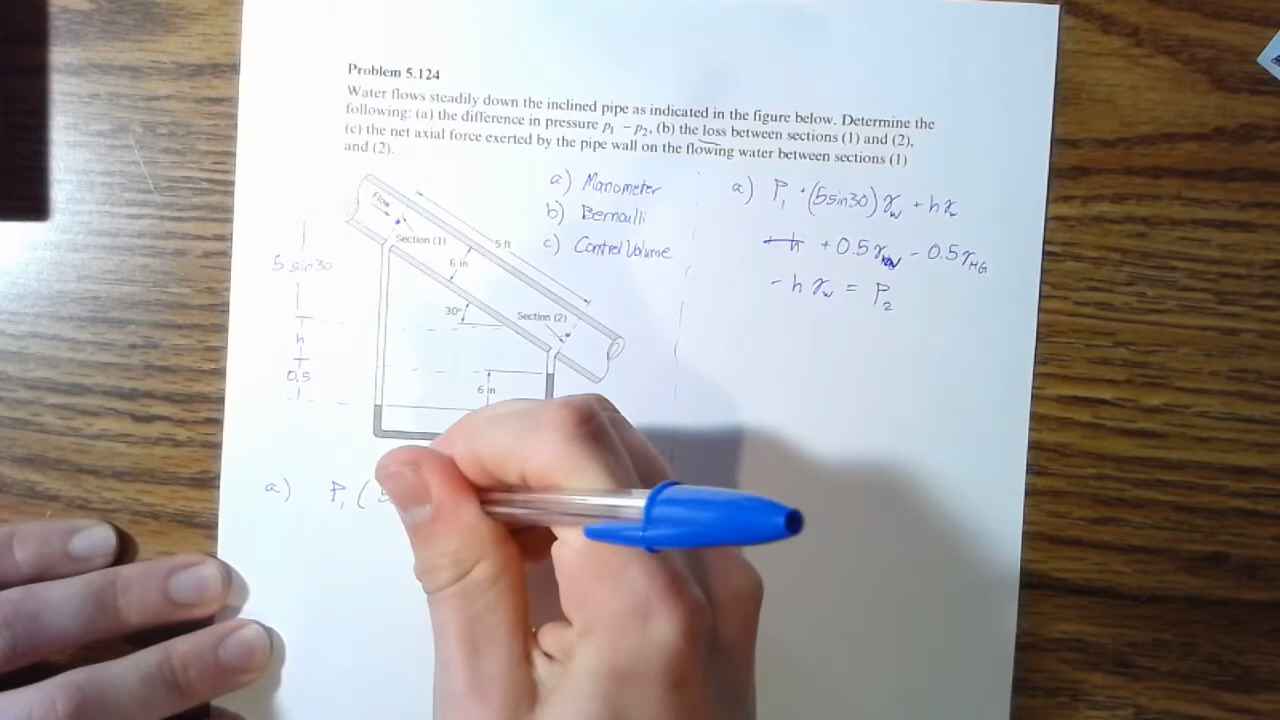 Problem 5.124
Water flows steadily down the inclined pipe as indicated in the figure below. Determine the
following: (a) the difference in pressure p₁ − p₂, (b) the loss between sections (1) and (2),
(c) the net axial force exerted by the pipe wall on the flowing water between sections (1)
and (2).
a) Manometer
b) Bernoulli
c) Control Volume
Flow
Section (1)
5 ft
6 in.
30°
Section (2)
6 in
5 sin30
h
0.5
a) P₁ + (5sin30) γw + hγw
+ 0.5 γw - 0.5 γHG
- h γw = P₂
a) P₁ (5